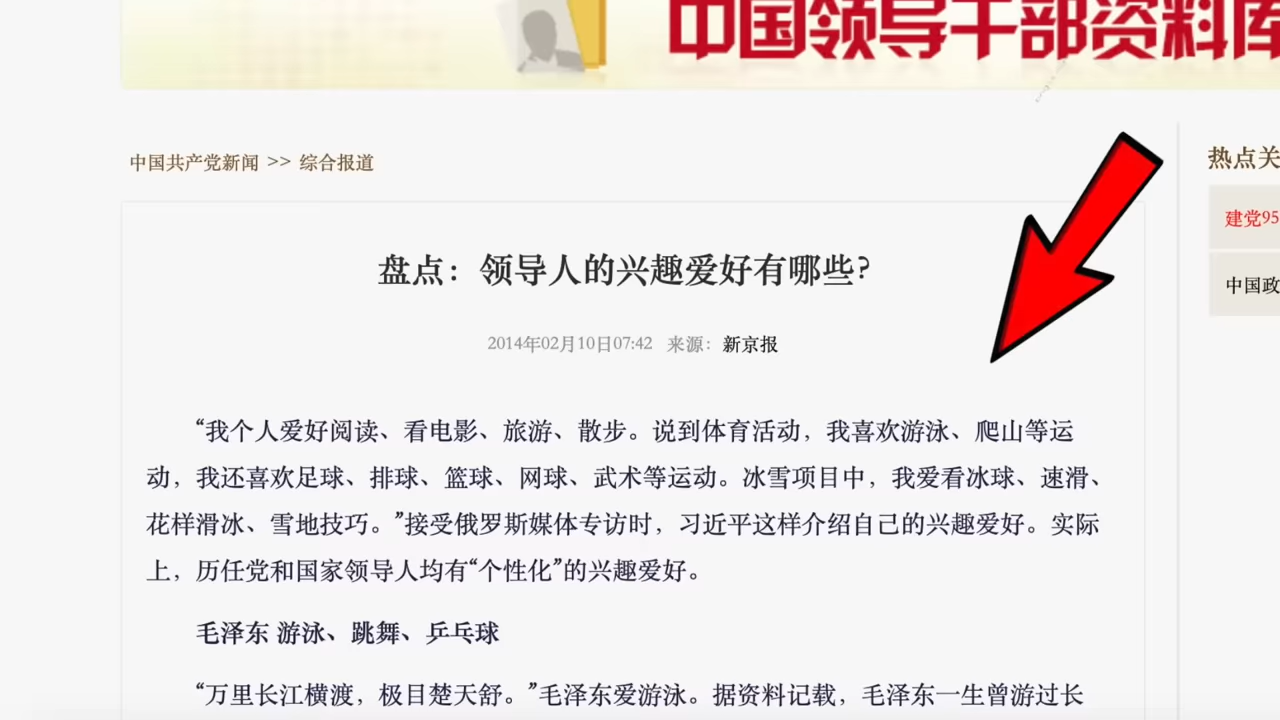 中国领导干部资料库
中国共产党新闻 >> 综合报道
热点关
建党95
中国政
盘点：领导人的兴趣爱好有哪些?
2014年02月10日07:42 来源：新京报
“我个人爱好阅读、看电影、旅游、散步。说到体育活动，我喜欢游泳、爬山等运
动，我还喜欢足球、排球、篮球、网球、武术等运动。冰雪项目中，我爱看冰球、速滑、
花样滑冰、雪地技巧。”接受俄罗斯媒体专访时，习近平这样介绍自己的兴趣爱好。实际
上，历任党和国家领导人均有“个性化”的兴趣爱好。
毛泽东 游泳、跳舞、乒乓球
“万里长江横渡，极目楚天舒。”毛泽东爱游泳。据资料记载，毛泽东一生曾游过长